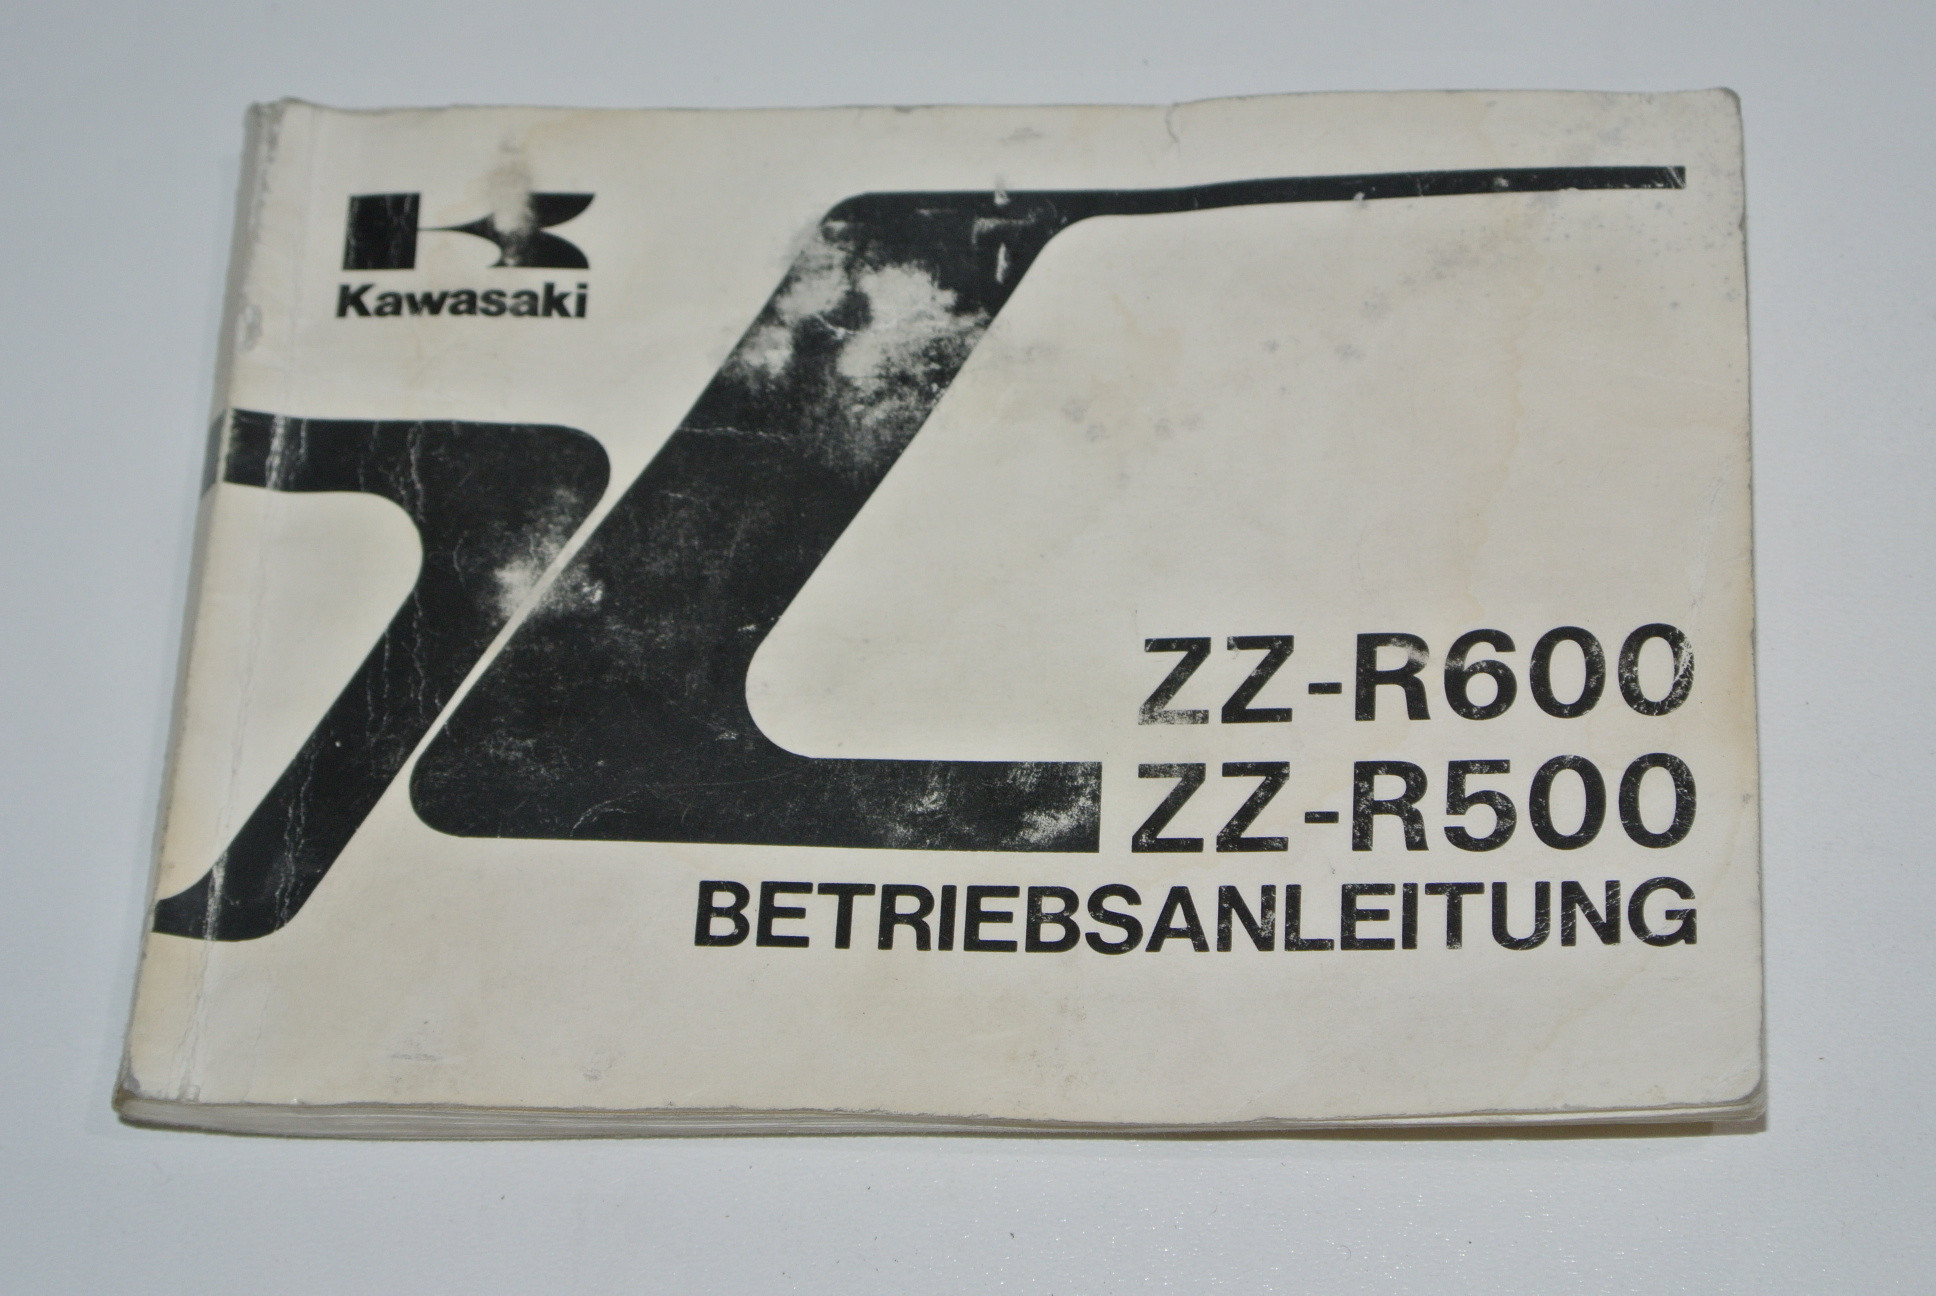 Kawasaki
ZZ-R600
ZZ-R500
BETRIEBSANLEITUNG